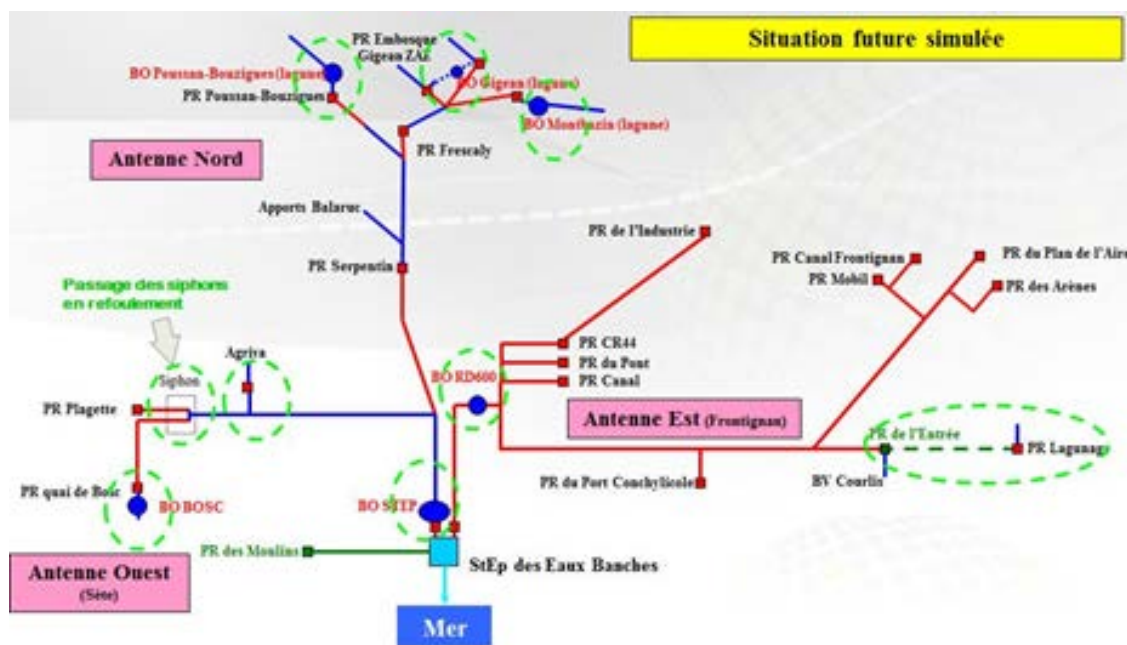 Situation future simulée
PR Embosque
Gigean ZAE
BO Poussan-Bouzigues (lagune)
PR Poussan-Bouzigues
BO Gigean (lagune)
BO Montbazin (lagune)
Antenne Nord
PR Frescaly
Apports Balaruc
PR de l'Industrie
PR Canal Frontignan
PR Mobil
PR du Plan de l'Aire
PR des Arènes
PR Serpentin
Passage des siphons
en refoulement
Agriva
Siphon
PR CR44
PR du Pont
PR Canal
BO RD600
PR Plagette
Antenne Est (Frontignan)
PR de l'Entrée
PR Lagunage
BV Courlis
PR quai de Bosc
BO BOSC
BO STEP
PR du Port Conchylicole
PR des Moulins
StEp des Eaux Banches
Antenne Ouest
(Sète)
Mer